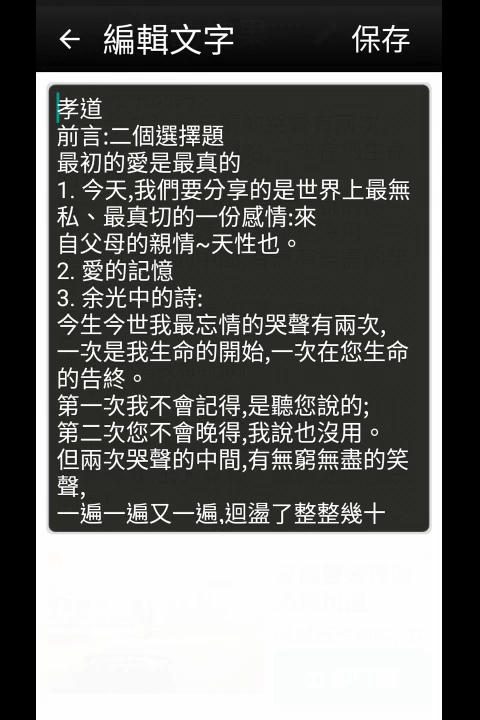 編輯文字
保存
孝道
前言:二個選擇題
最初的愛是最真的
1. 今天,我們要分享的是世界上最無
私、最真切的一份感情:來
自父母的親情~天性也。
2. 愛的記憶
3. 余光中的詩:
今生今世我最忘情的哭聲有兩次,
一次是我生命的開始,一次在您生命
的告終。
第一次我不會記得,是聽您說的;
第二次您不會晚得,我說也沒用。
但兩次哭聲的中間,有無窮無盡的笑
聲,
一遍一遍又一遍,迴盪了整整幾十